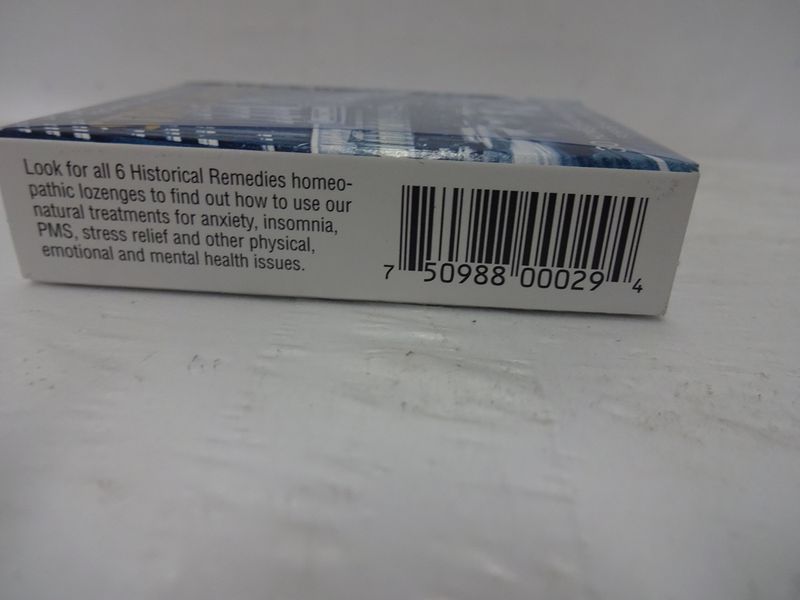 Look for all 6 Historical Remedies homeo-
pathic lozenges to find out how to use our
natural treatments for anxiety, insomnia,
PMS, stress relief and other physical,
emotional and mental health issues.
7 50988 00029 4